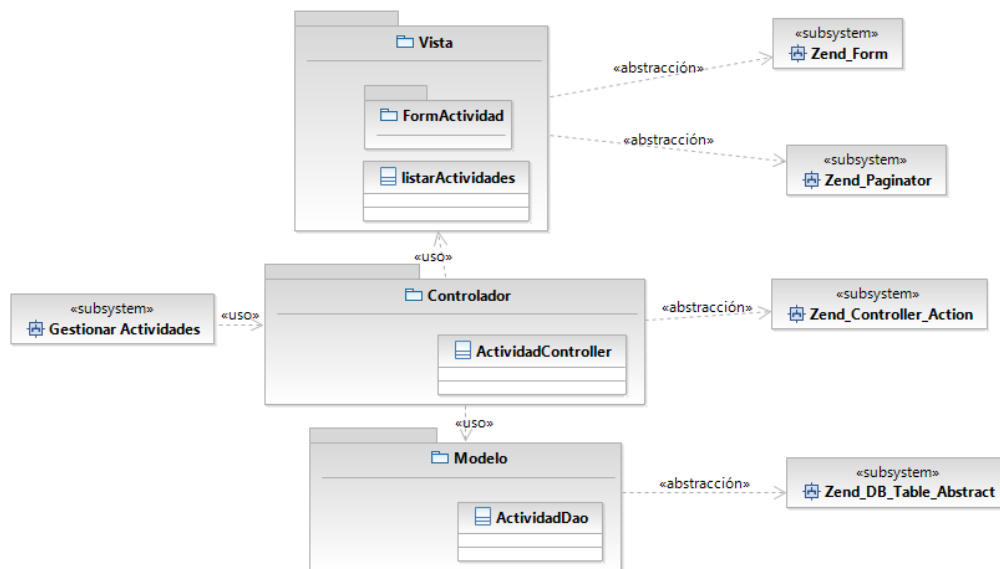 Vista
«subsystem»
Zend_Form
«abstracción»
FormActividad
«abstracción»
«subsystem»
Zend_Paginator
listarActividades
«uso»
«subsystem»
Gestionar Actividades
«uso»
Controlador
«abstracción»
«subsystem»
Zend_Controller_Action
ActividadController
«uso»
Modelo
«abstracción»
«subsystem»
Zend_DB_Table_Abstract
ActividadDao